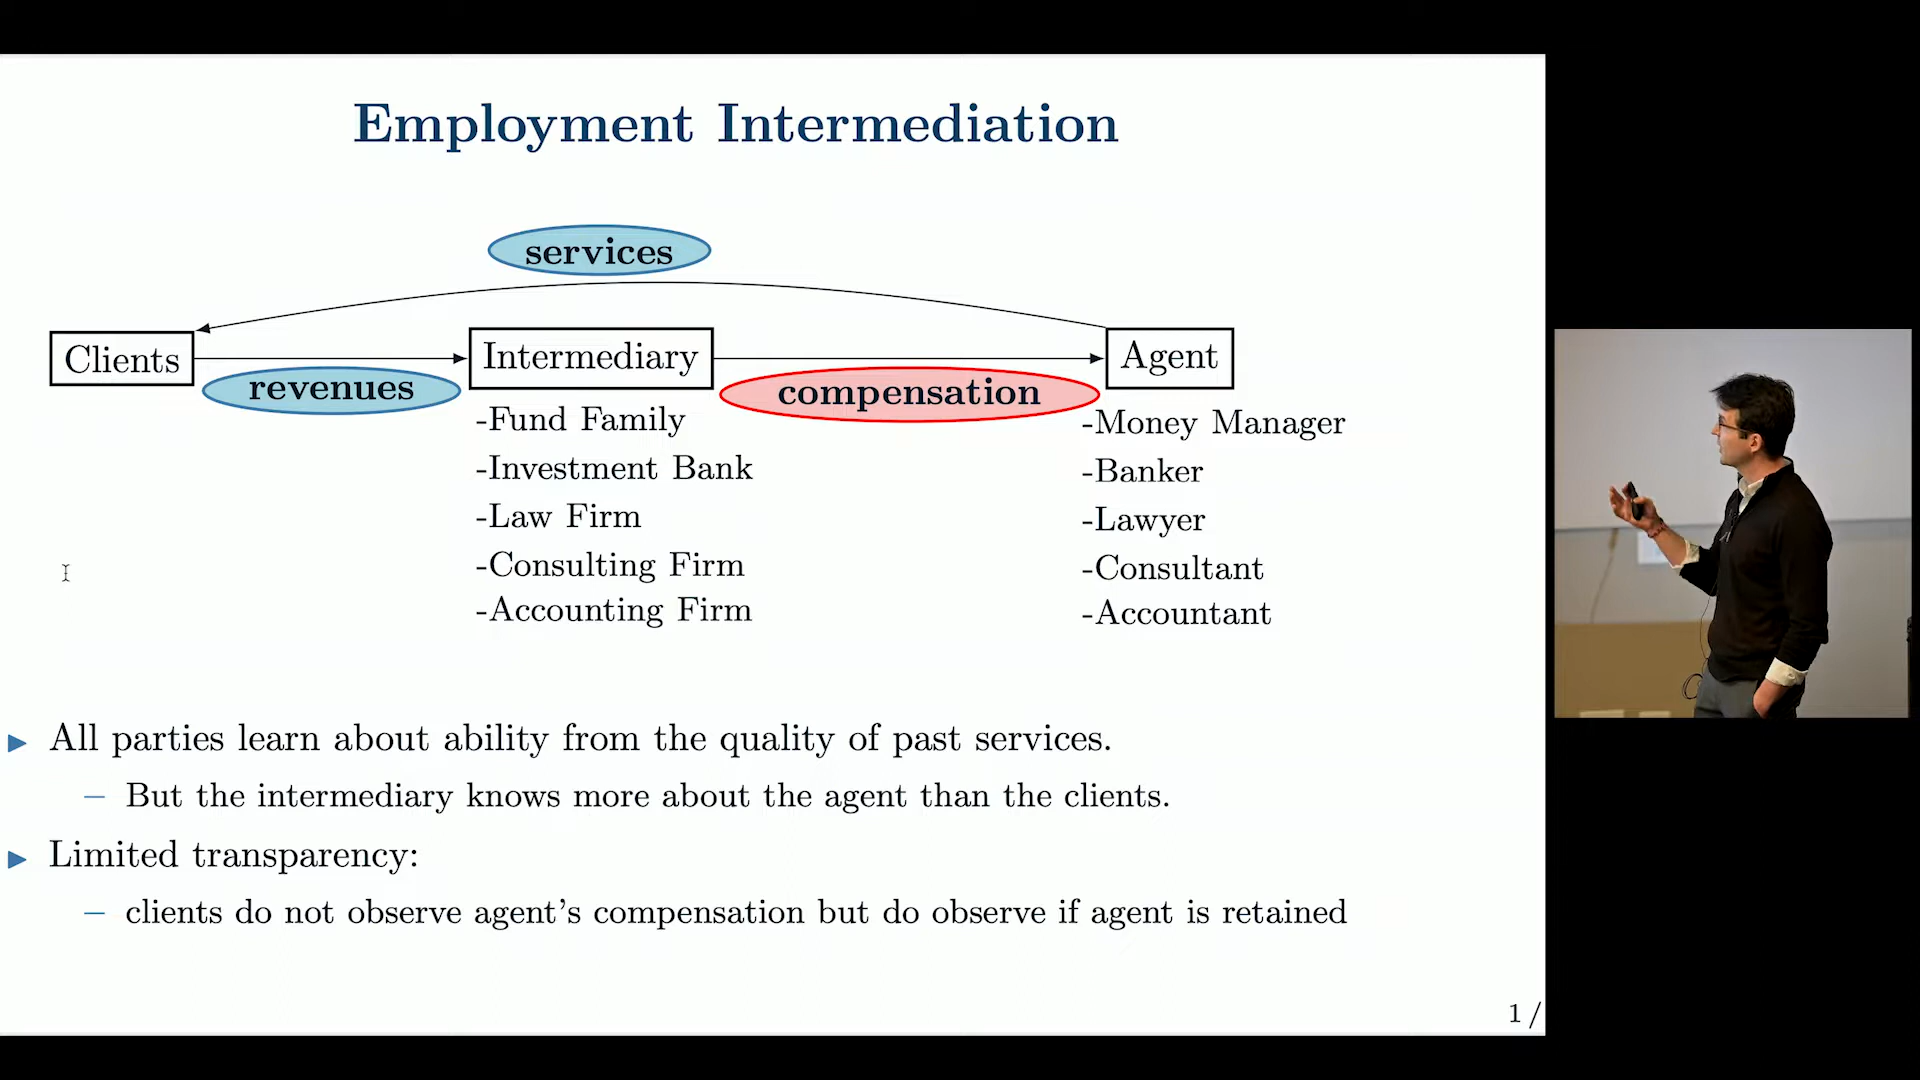 Employment Intermediation
services
Clients
Intermediary
Agent
revenues
compensation
-Fund Family
-Money Manager
-Investment Bank
-Banker
-Law Firm
-Lawyer
-Consulting Firm
-Consultant
-Accounting Firm
-Accountant
All parties learn about ability from the quality of past services.
– But the intermediary knows more about the agent than the clients.
Limited transparency:
– clients do not observe agent's compensation but do observe if agent is retained
1 /